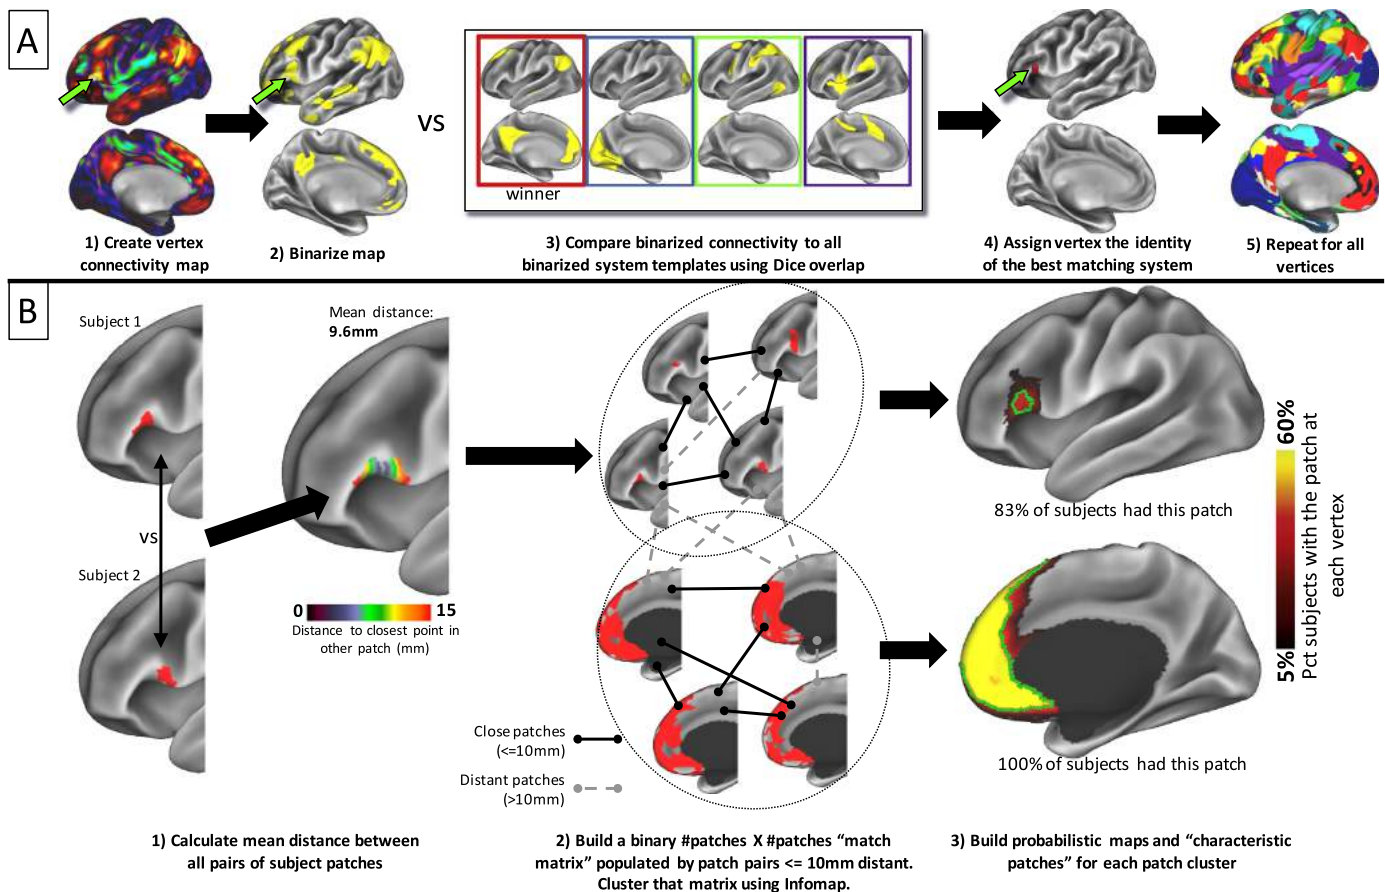 A
VS
winner
1) Create vertex
connectivity map
2) Binarize map
3) Compare binarized connectivity to all
binarized system templates using Dice overlap
4) Assign vertex the identity
of the best matching system
5) Repeat for all
vertices
B
Subject 1
vs
Subject 2
Mean distance:
9.6mm
0 15
Distance to closest point in
other patch (mm)
Close patches
(<=10mm)
Distant patches
(>10mm)
83% of subjects had this patch
100% of subjects had this patch
5% 60%
Pct subjects with the patch at
each vertex
1) Calculate mean distance between
all pairs of subject patches
2) Build a binary #patches X #patches “match
matrix” populated by patch pairs <= 10mm distant.
Cluster that matrix using Infomap.
3) Build probabilistic maps and “characteristic
patches” for each patch cluster